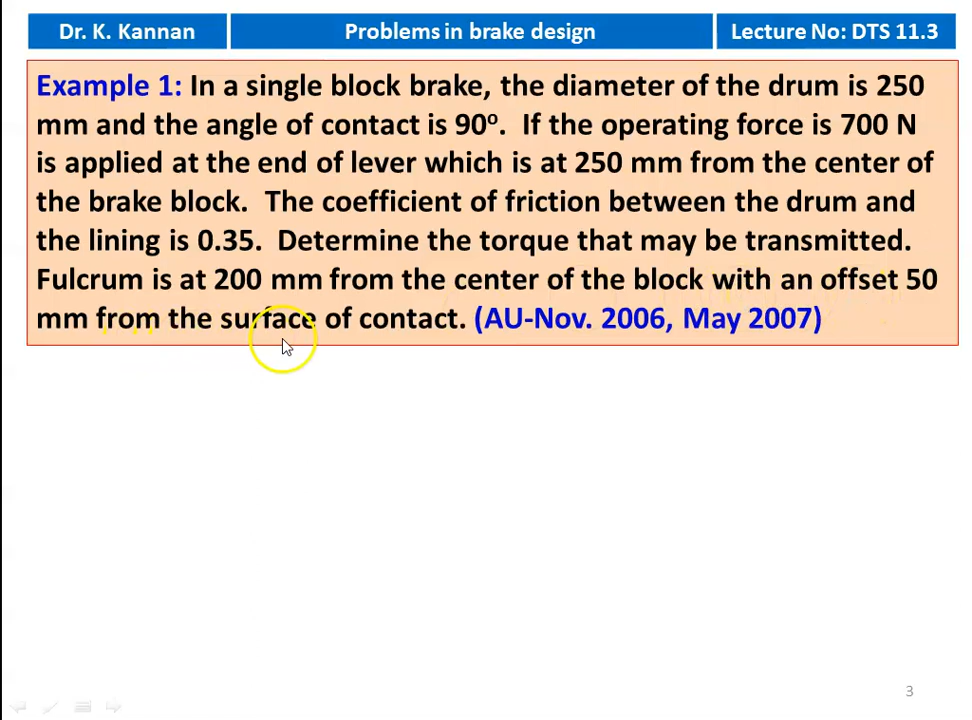 Dr. K. Kannan
Problems in brake design
Lecture No: DTS 11.3
Example 1: In a single block brake, the diameter of the drum is 250
mm and the angle of contact is 90º. If the operating force is 700 N
is applied at the end of lever which is at 250 mm from the center of
the brake block. The coefficient of friction between the drum and
the lining is 0.35. Determine the torque that may be transmitted.
Fulcrum is at 200 mm from the center of the block with an offset 50
mm from the surface of contact. (AU-Nov. 2006, May 2007)
3